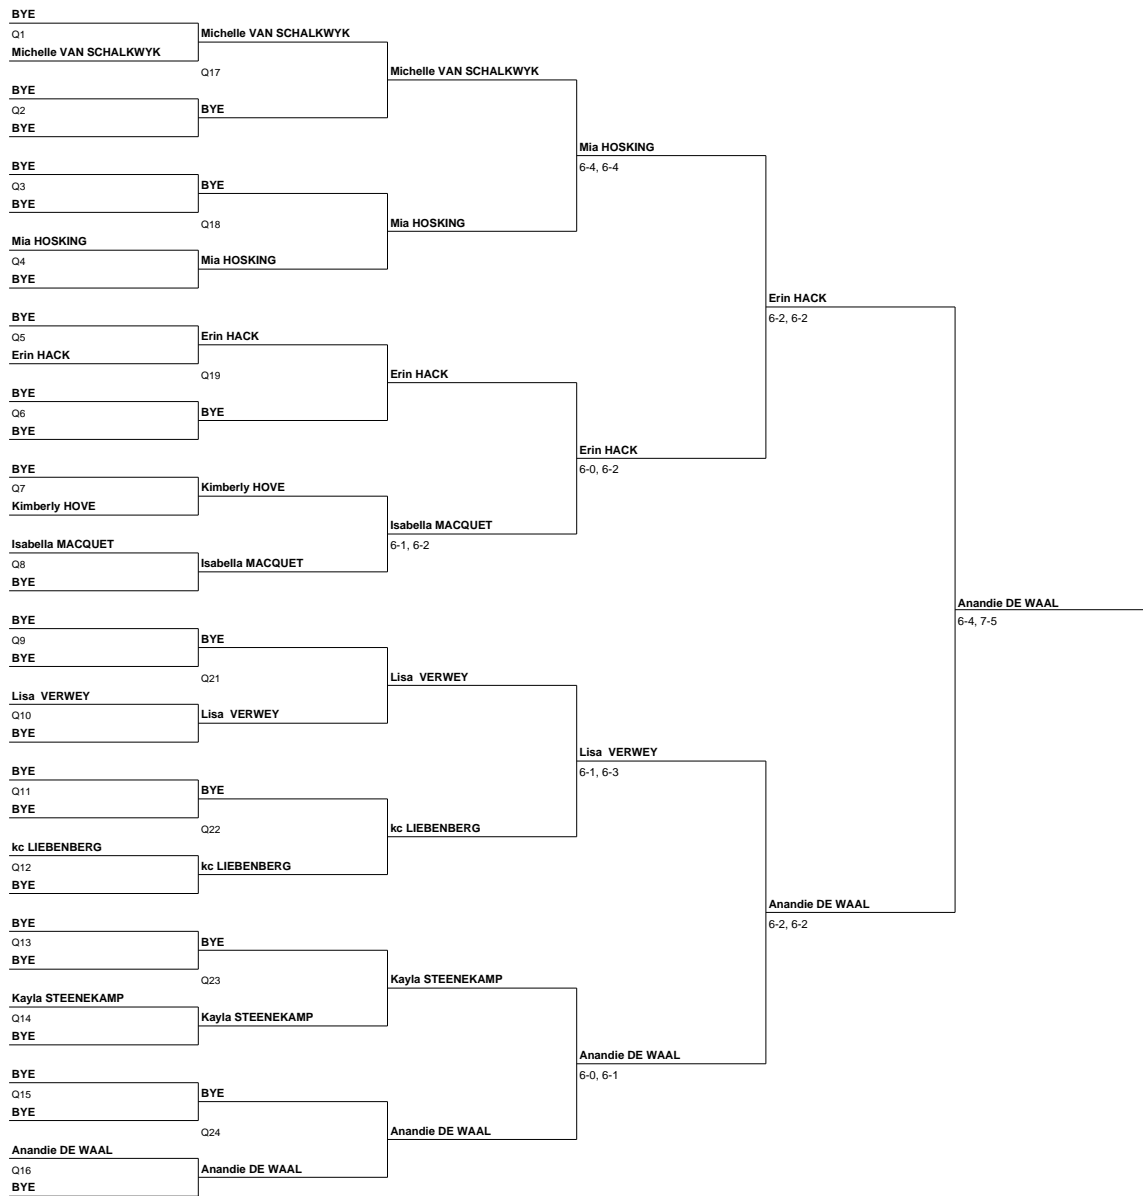 BYE
Q1
Michelle VAN SCHALKWYK
BYE
Q2
BYE
BYE
Q3
BYE
Mia HOSKING
Q4
BYE
BYE
Q5
Erin HACK
BYE
Q6
BYE
BYE
Q7
Kimberly HOVE
Isabella MACQUET
Q8
BYE
BYE
Q9
BYE
Lisa VERWEY
Q10
BYE
BYE
Q11
BYE
kc LIEBENBERG
Q12
BYE
BYE
Q13
BYE
Kayla STEENEKAMP
Q14
BYE
BYE
Q15
BYE
Anandie DE WAAL
Q16
BYE
Michelle VAN SCHALKWYK
Q17
BYE
BYE
Q18
Mia HOSKING
Erin HACK
Q19
BYE
Kimberly HOVE
Isabella MACQUET
BYE
Q21
Lisa VERWEY
BYE
Q22
kc LIEBENBERG
BYE
Q23
Kayla STEENEKAMP
BYE
Q24
Anandie DE WAAL
Michelle VAN SCHALKWYK
Mia HOSKING
Erin HACK
Isabella MACQUET
6-1, 6-2
Lisa VERWEY
kc LIEBENBERG
Kayla STEENEKAMP
Anandie DE WAAL
Mia HOSKING
6-4, 6-4
Erin HACK
6-0, 6-2
Lisa VERWEY
6-1, 6-3
Anandie DE WAAL
6-0, 6-1
Erin HACK
6-2, 6-2
Anandie DE WAAL
6-2, 6-2
Anandie DE WAAL
6-4, 7-5